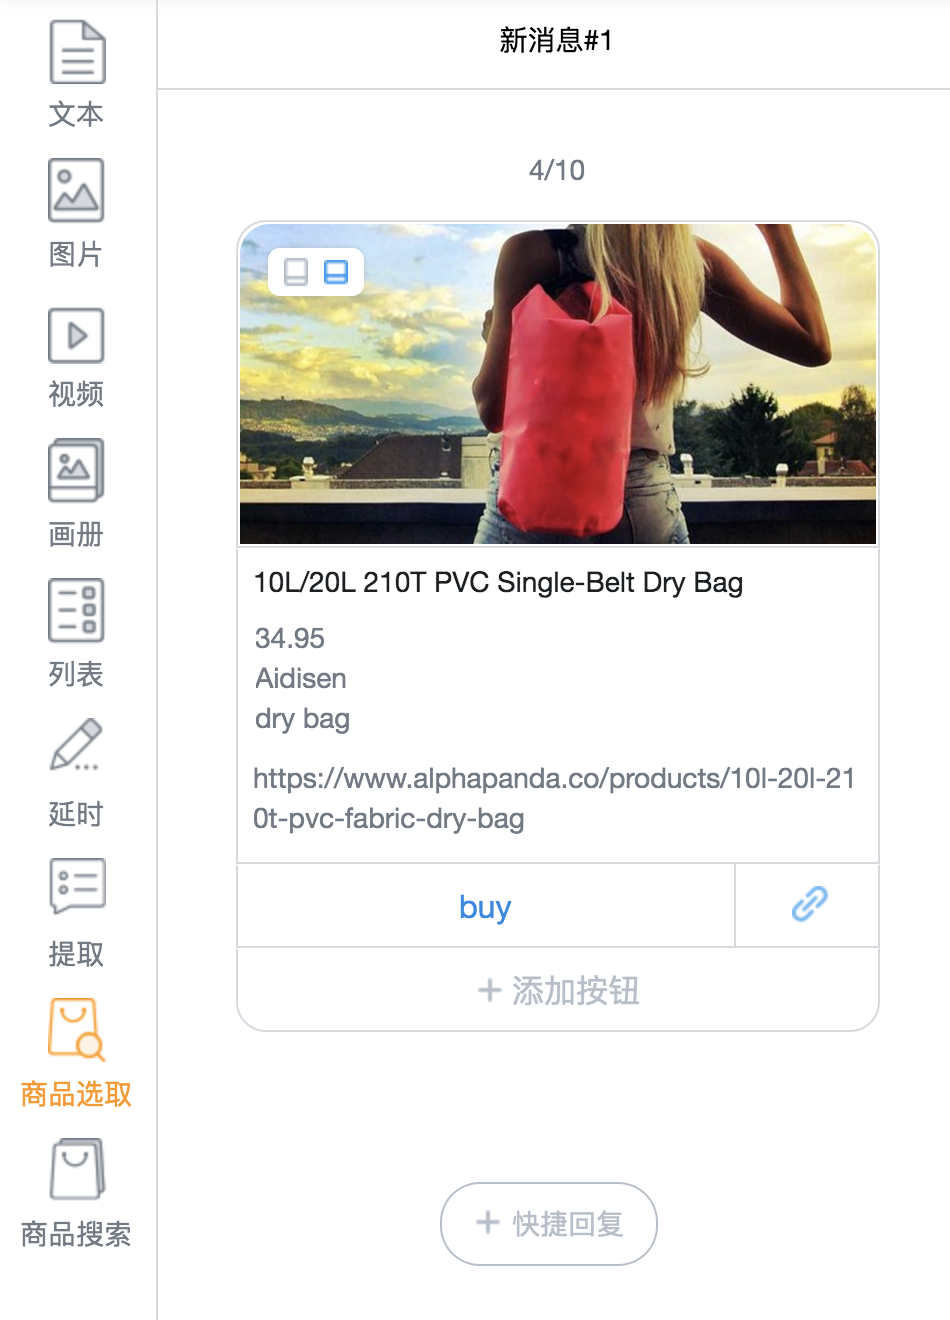 新消息#1
文本
图片
视频
画册
列表
延时
提取
商品选取
商品搜索
4/10
10L/20L 210T PVC Single-Belt Dry Bag
34.95
Aidisen
dry bag
https://www.alphapanda.co/products/10l-20l-21
0t-pvc-fabric-dry-bag
buy
+ 添加按钮
+ 快捷回复